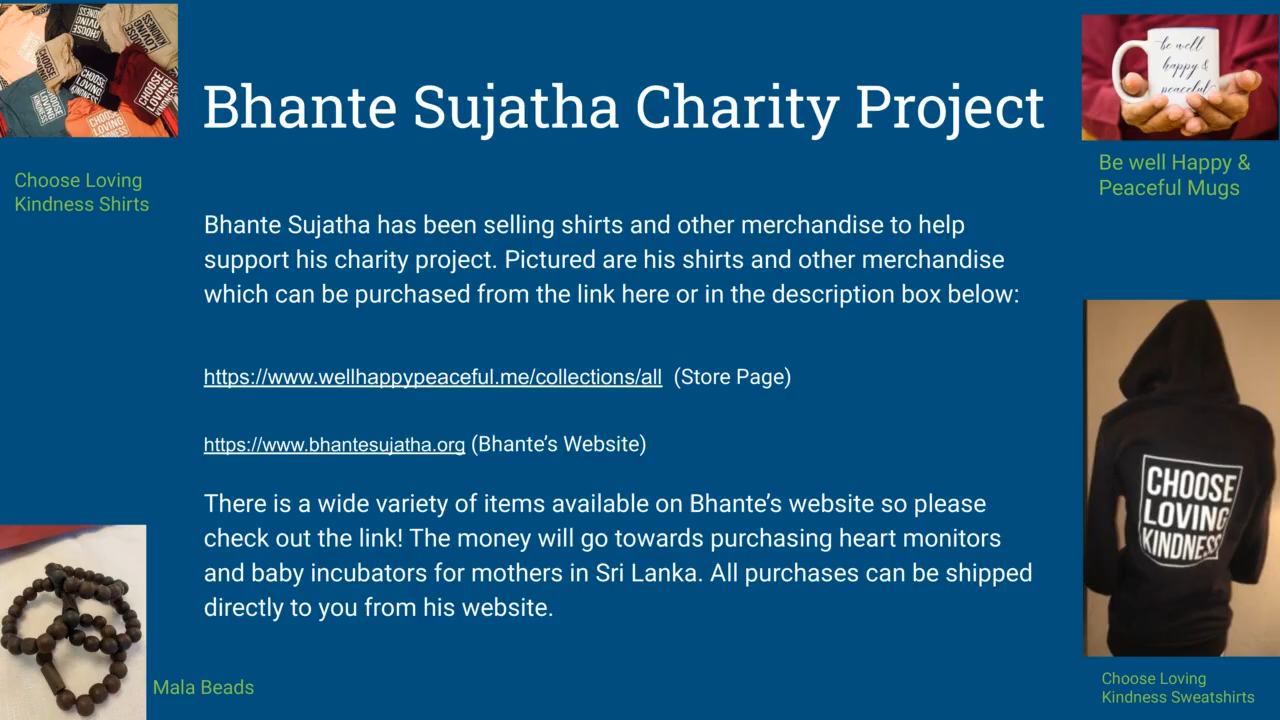 Bhante Sujatha Charity Project
Choose Loving
Kindness Shirts
be well
happy &
peaceful
Be well Happy &
Peaceful Mugs
Bhante Sujatha has been selling shirts and other merchandise to help
support his charity project. Pictured are his shirts and other merchandise
which can be purchased from the link here or in the description box below:
https://www.wellhappypeaceful.me/collections/all (Store Page)
https://www.bhantesujatha.org (Bhante’s Website)
There is a wide variety of items available on Bhante’s website so please
check out the link! The money will go towards purchasing heart monitors
and baby incubators for mothers in Sri Lanka. All purchases can be shipped
directly to you from his website.
CHOOSE
LOVING
KINDNESS
Mala Beads
Choose Loving
Kindness Sweatshirts